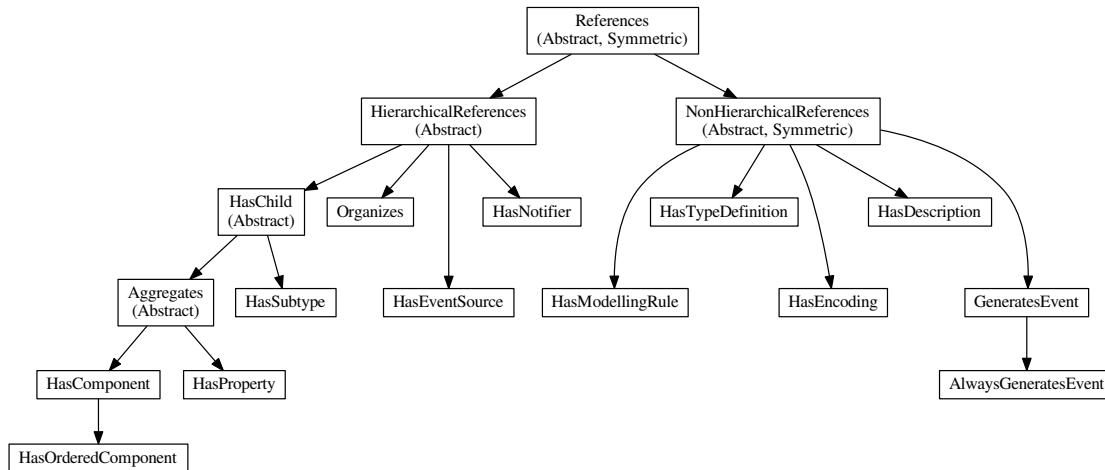 References
(Abstract, Symmetric)
HierarchicalReferences
(Abstract)
NonHierarchicalReferences
(Abstract, Symmetric)
HasChild
(Abstract)
Organizes
HasNotifier
HasTypeDefinition
HasDescription
Aggregates
(Abstract)
HasSubtype
HasEventSource
HasModellingRule
HasEncoding
GeneratesEvent
HasComponent
HasProperty
AlwaysGeneratesEvent
HasOrderedComponent